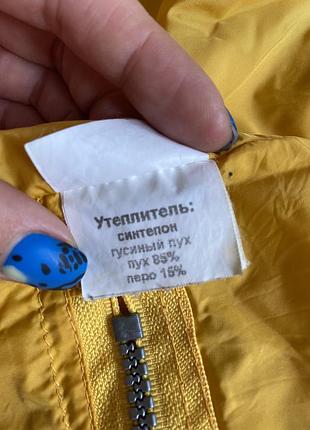 Утеплитель:
синтепон
гусиный пух
пух 85%
перо 15%